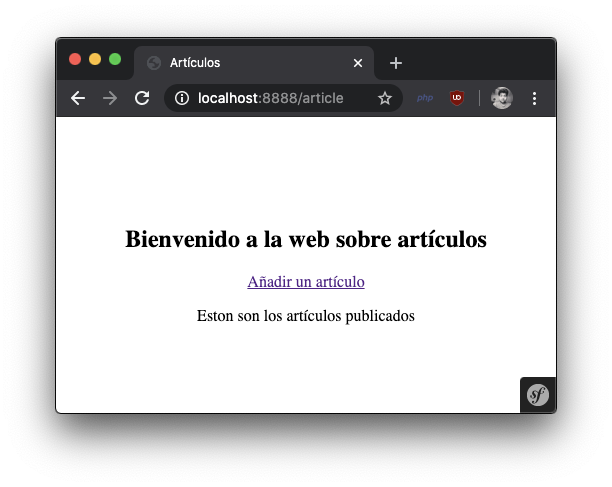 Artículos
localhost:8888/article
php
Bienvenido a la web sobre artículos
Añadir un artículo
Eston son los artículos publicados
sf